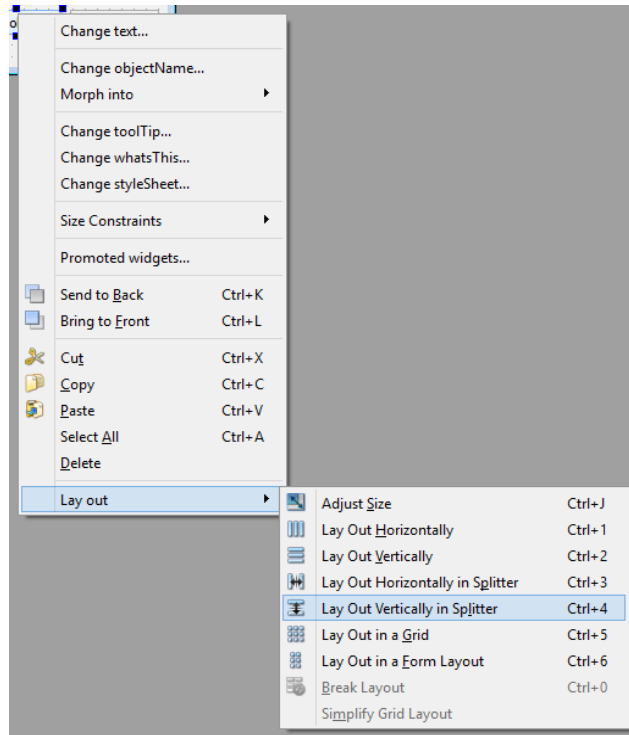 Change text...
Change objectName...
Morph into
Change toolTip...
Change whatsThis...
Change styleSheet...
Size Constraints
Promoted widgets...
Send to Back Ctrl+K
Bring to Front Ctrl+L
Cut Ctrl+X
Copy Ctrl+C
Paste Ctrl+V
Select All Ctrl+A
Delete
Lay out
Adjust Size Ctrl+J
Lay Out Horizontally Ctrl+1
Lay Out Vertically Ctrl+2
Lay Out Horizontally in Splitter Ctrl+3
Lay Out Vertically in Splitter Ctrl+4
Lay Out in a Grid Ctrl+5
Lay Out in a Form Layout Ctrl+6
Break Layout Ctrl+0
Simplify Grid Layout